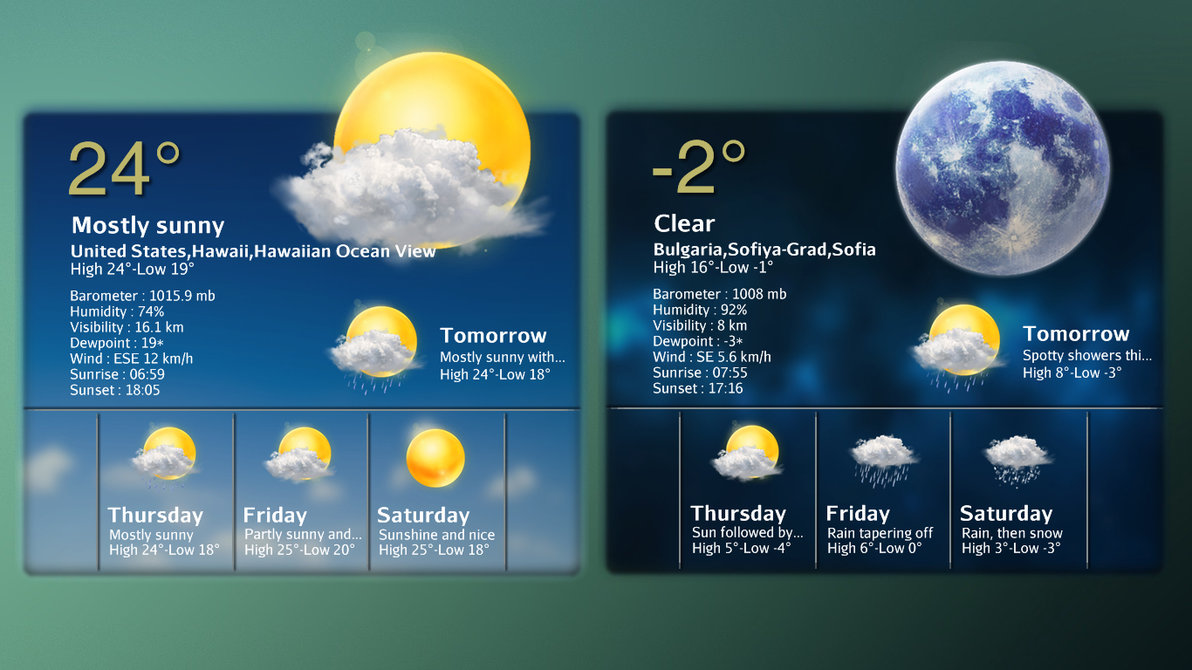 24°
Mostly sunny
United States,Hawaii,Hawaiian Ocean View
High 24°-Low 19°
Barometer : 1015.9 mb
Humidity : 74%
Visibility : 16.1 km
Dewpoint : 19*
Wind : ESE 12 km/h
Sunrise : 06:59
Sunset : 18:05
Tomorrow
Mostly sunny with...
High 24°-Low 18°
Thursday
Mostly sunny
High 24°-Low 18°
Friday
Partly sunny and...
High 25°-Low 20°
Saturday
Sunshine and nice
High 25°-Low 18°
-2°
Clear
Bulgaria,Sofiya-Grad,Sofia
High 16°-Low -1°
Barometer : 1008 mb
Humidity : 92%
Visibility : 8 km
Dewpoint : -3*
Wind : SE 5.6 km/h
Sunrise : 07:55
Sunset : 17:16
Tomorrow
Spotty showers thi...
High 8°-Low -3°
Thursday
Sun followed by...
High 5°-Low -4°
Friday
Rain tapering off
High 6°-Low 0°
Saturday
Rain, then snow
High 3°-Low -3°